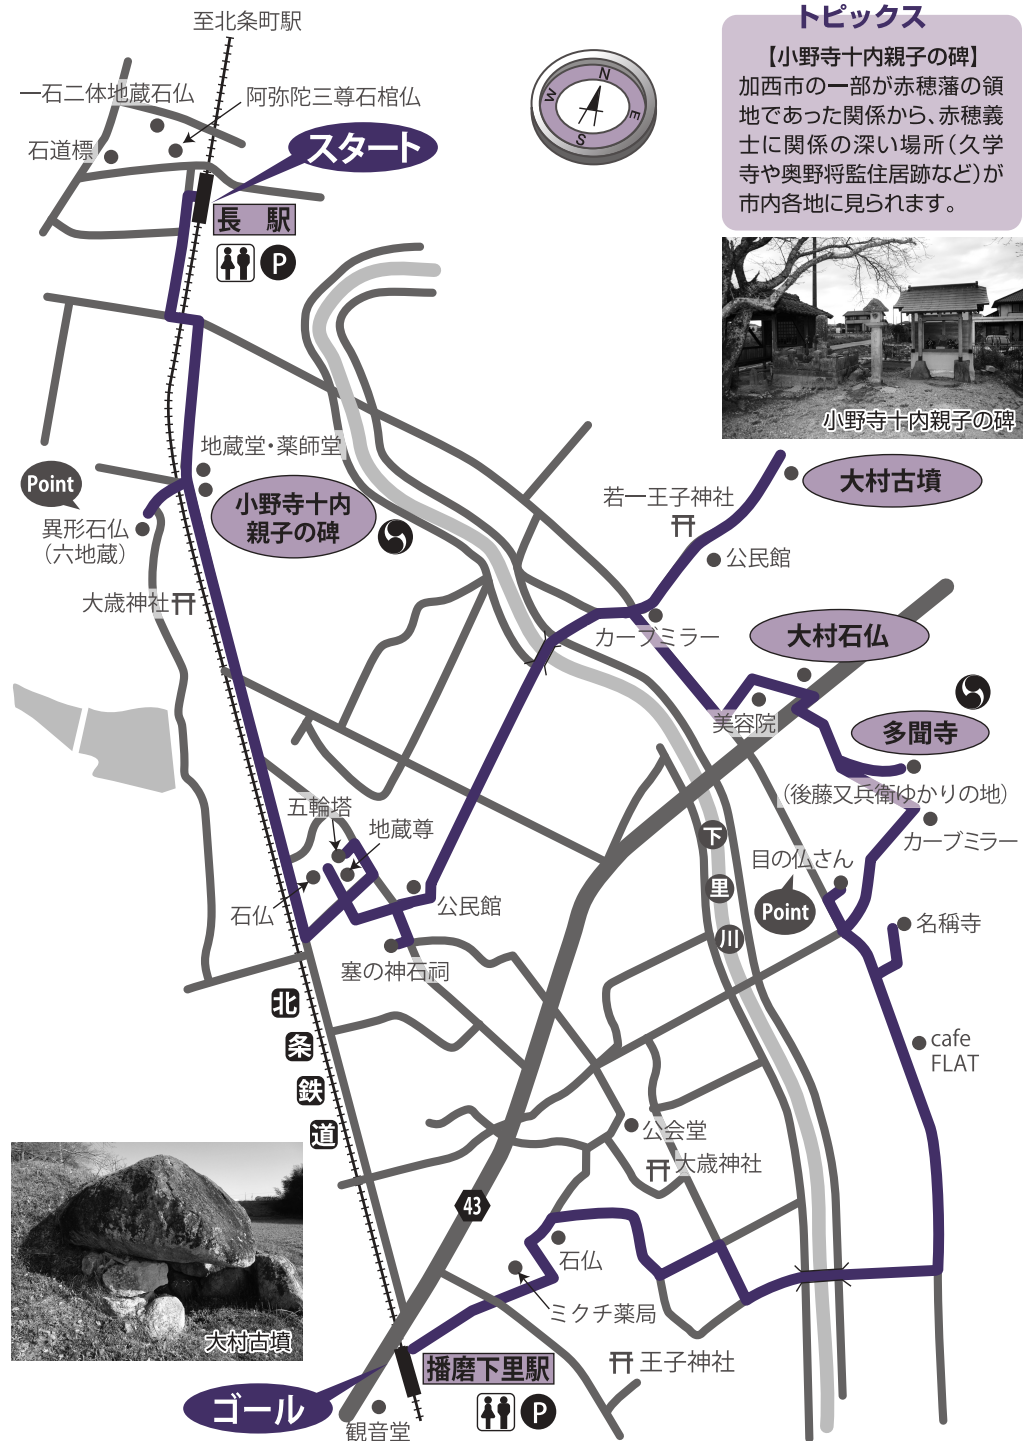 至北条町駅
一石二体地蔵石仏
阿弥陀三尊石棺仏
石道標
スタート
長 駅
P
N
E
S
W
トピックス
【小野寺十内親子の碑】
加西市の一部が赤穂藩の領
地であった関係から、赤穂義
士に関係の深い場所（久学
寺や奥野将監住居跡など）が
市内各地に見られます。
小野寺十内親子の碑
地蔵堂・薬師堂
Point
小野寺十内
親子の碑
異形石仏
（六地蔵）
大歳神社
若一王子神社
大村古墳
公民館
カーブミラー
大村石仏
美容院
多聞寺
（後藤又兵衛ゆかりの地）
カーブミラー
五輪塔
地蔵尊
石仏
公民館
塞の神石祠
下
里
川
目の仏さん
Point
名稱寺
cafe
FLAT
北
条
鉄
道
公会堂
大歳神社
43
石仏
ミクチ薬局
大村古墳
播磨下里駅
王子神社
ゴール
P
観音堂